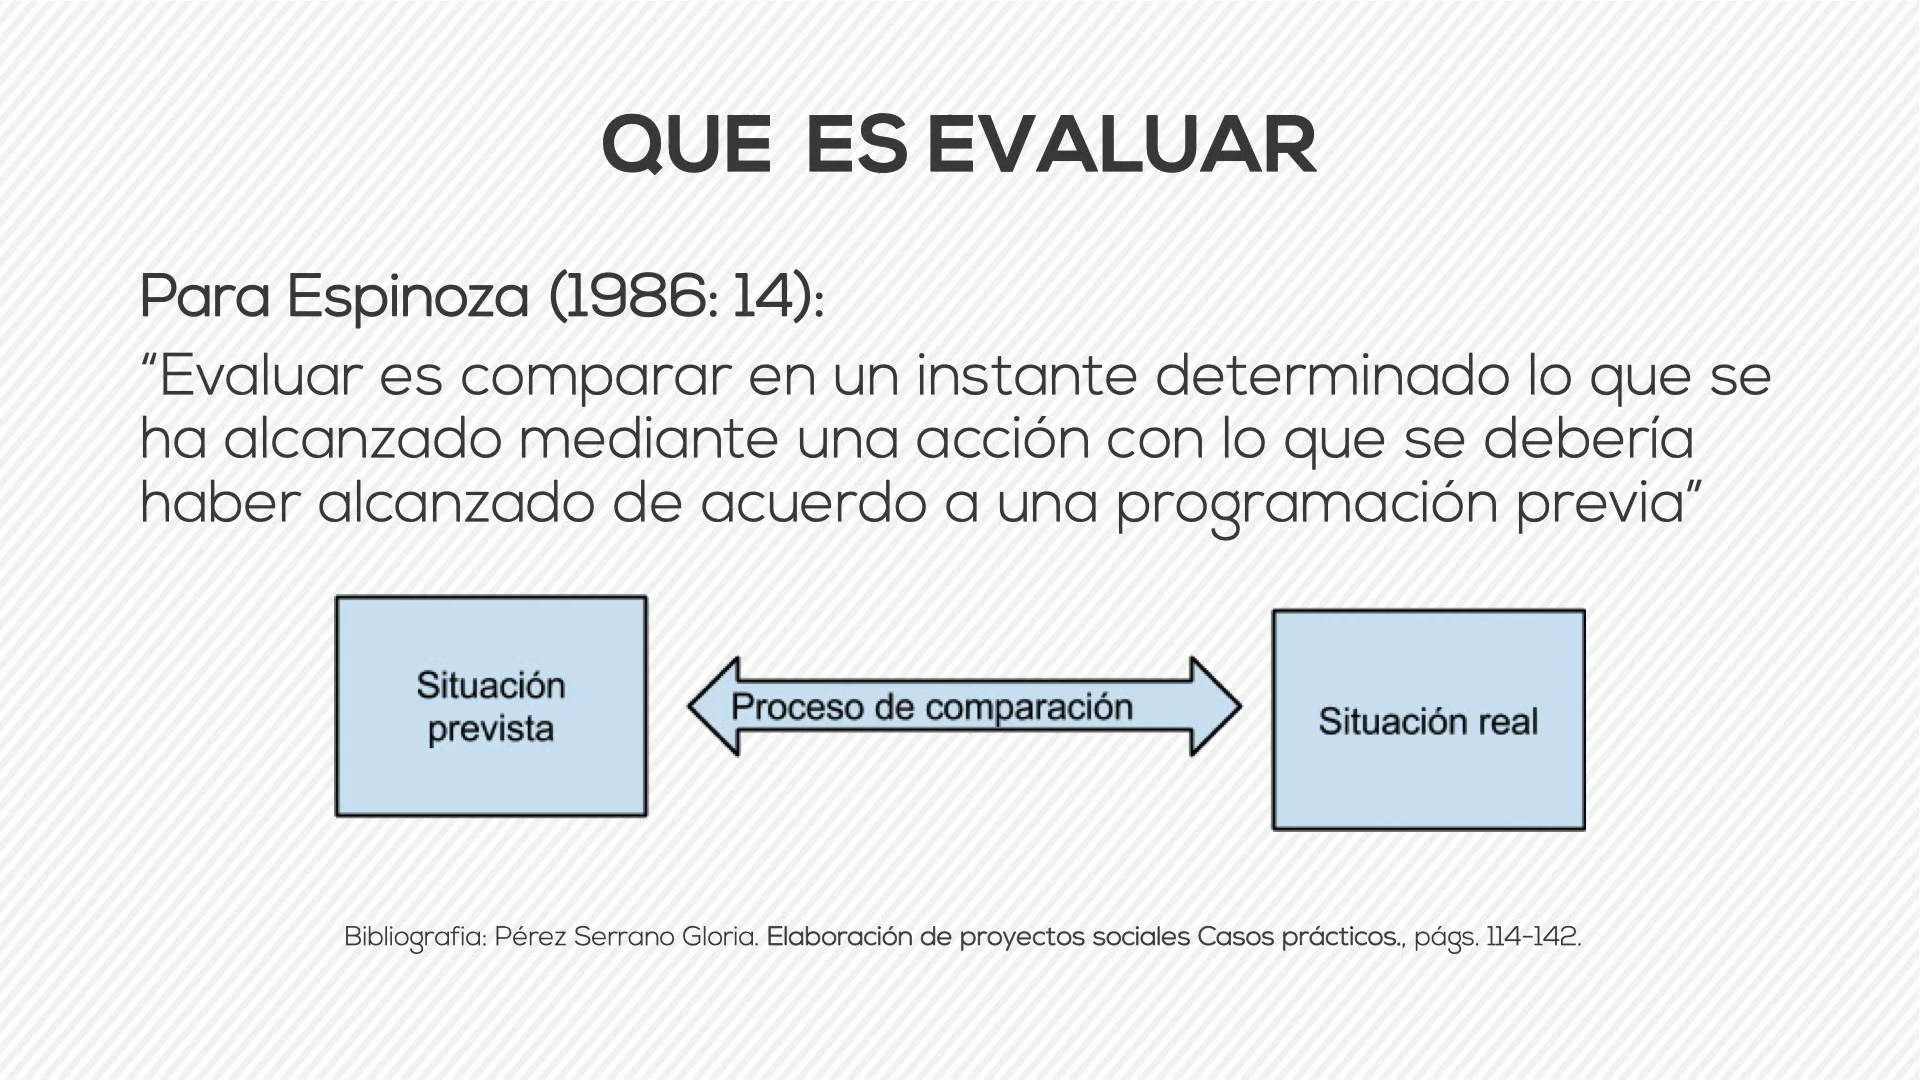 QUE ES EVALUAR
Para Espinoza (1986: 14):
“Evaluar es comparar en un instante determinado lo que se
ha alcanzado mediante una acción con lo que se debería
haber alcanzado de acuerdo a una programación previa”
Situación
prevista
Proceso de comparación
Situación real
Bibliografia: Pérez Serrano Gloria. Elaboración de proyectos sociales Casos prácticos., págs. 114-142.